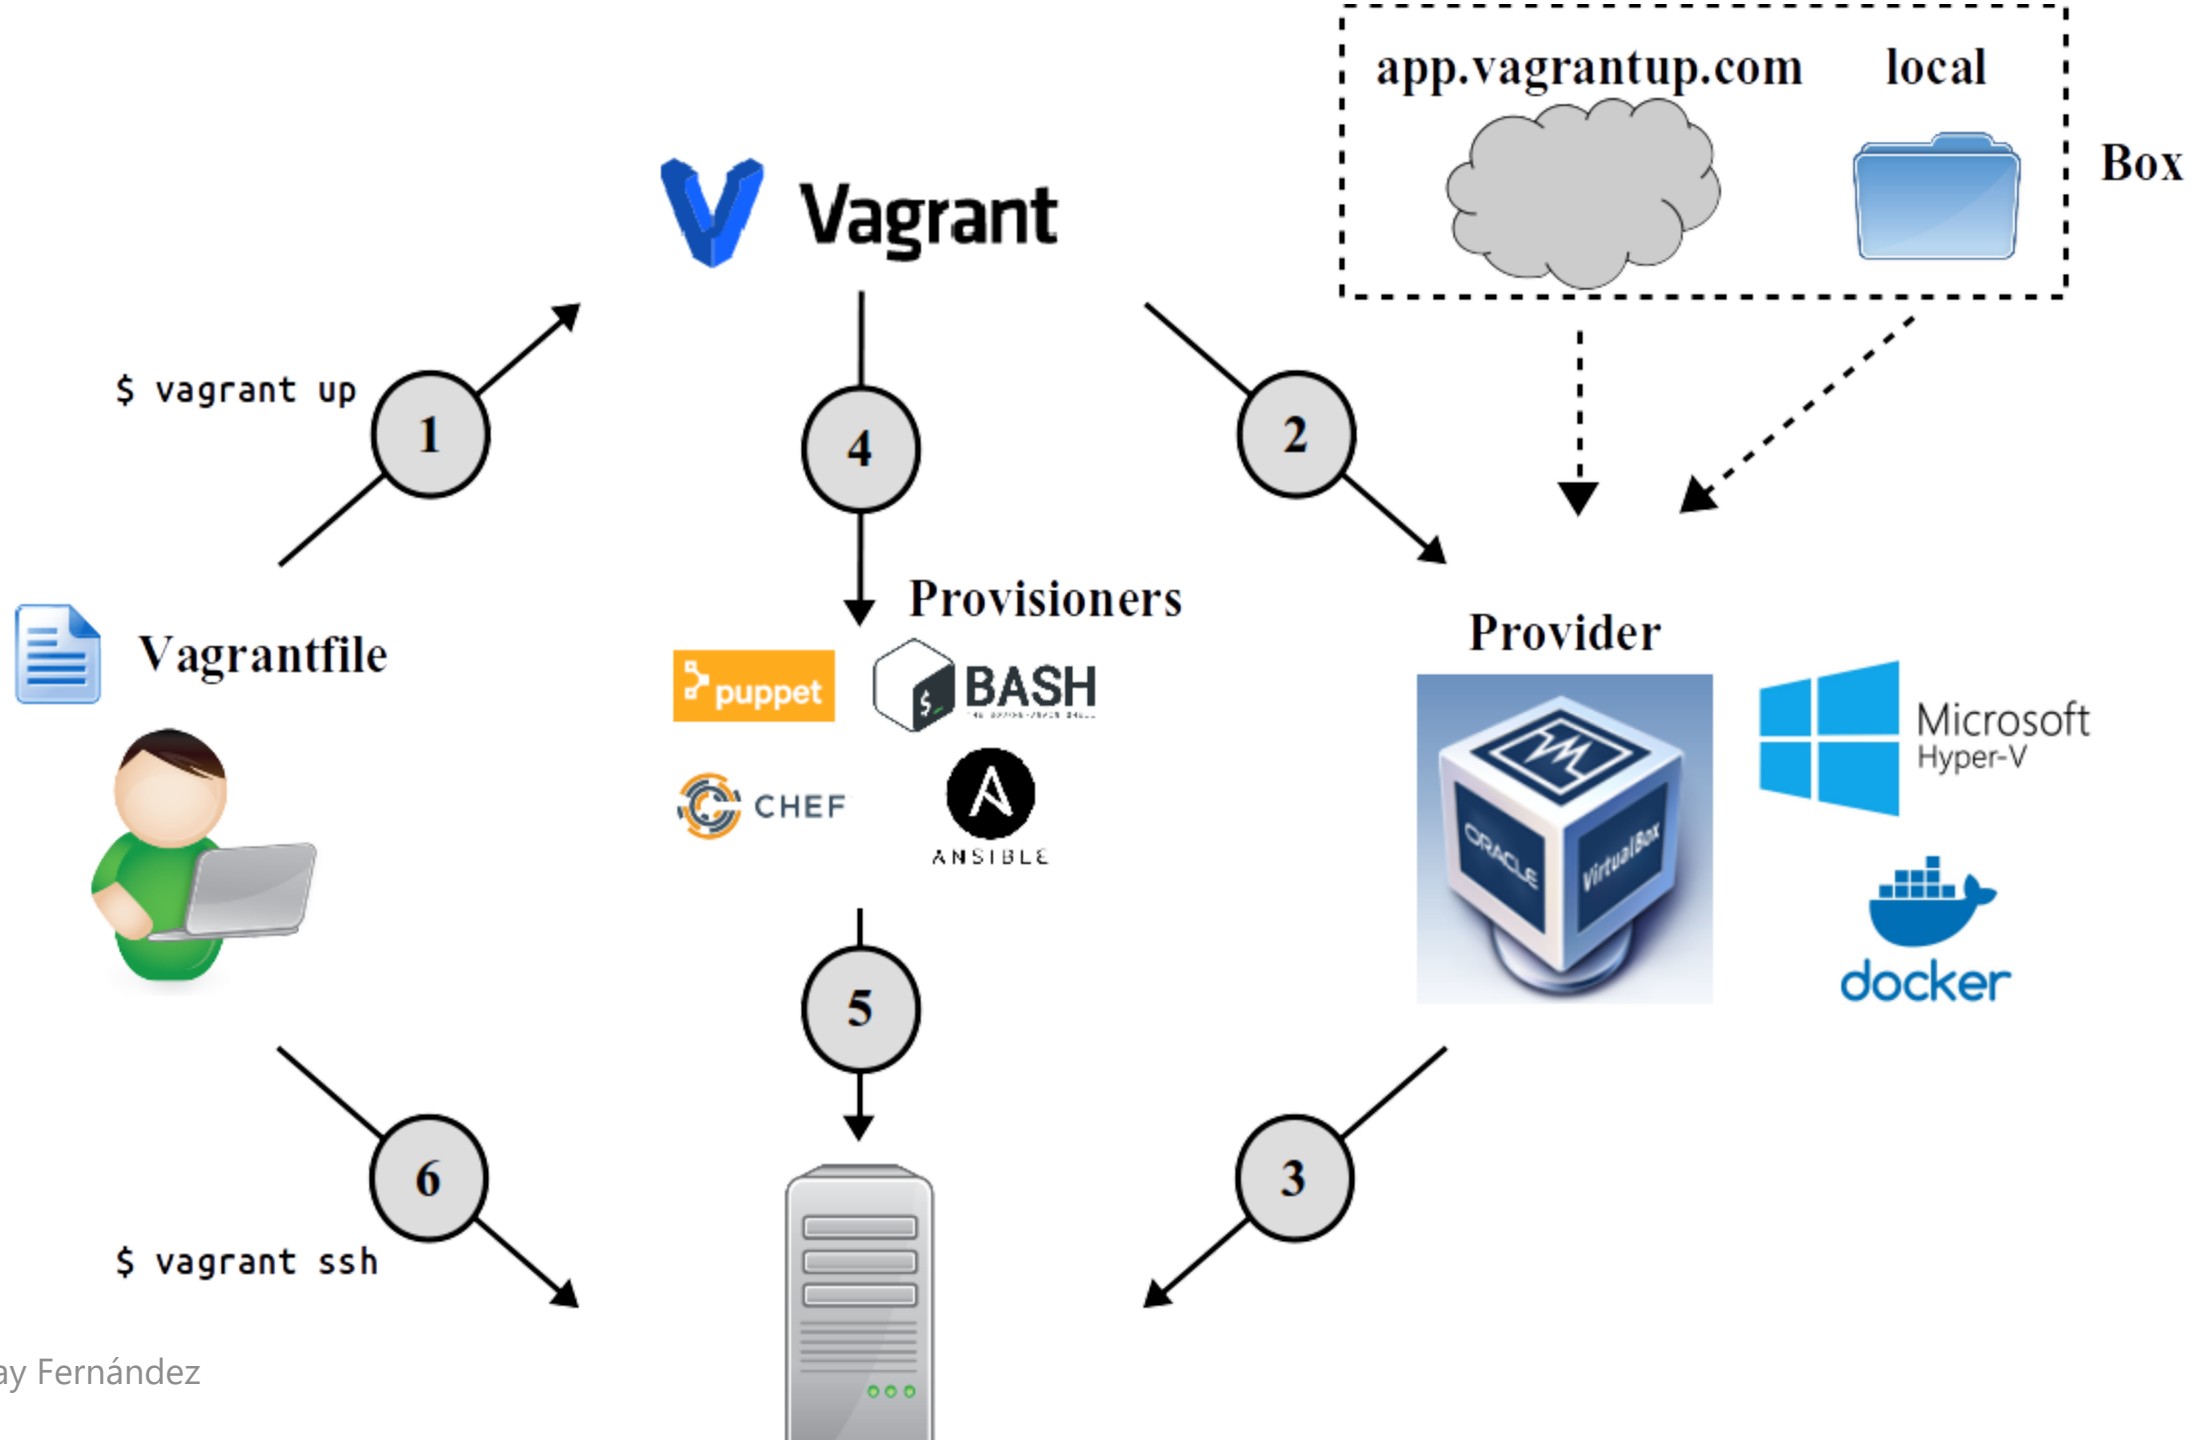 app.vagrantup.com
local
Box
Vagrant
$ vagrant up
1
4
2
Provisioners
Provider
Vagrantfile
puppet
$_
BASH
Microsoft
Hyper-V
CHEF
ANSIBLE
ORACLE
VirtualBox
docker
5
6
3
$ vagrant ssh
ay Fernández